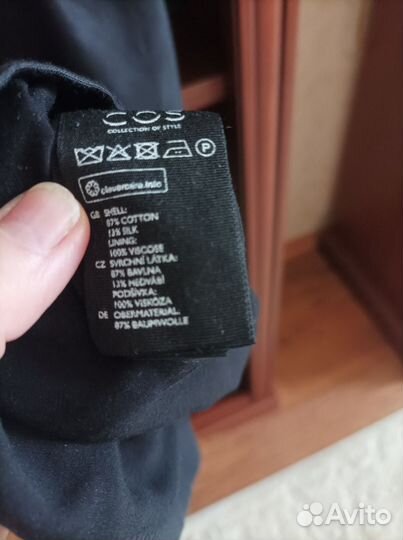 COS
COLLECTION OF STYLE
P
clevercare.info
GB SHELL:
87% COTTON
13% SILK
LINING:
100% VISCOSE
CZ SVRCHNÍ LÁTKA:
87% BAVLNA
13% HEDVÁBÍ
PODŠÍVKA:
100% VISKÓZA
DE OBERMATERIAL:
87% BAUMWOLLE
Avito